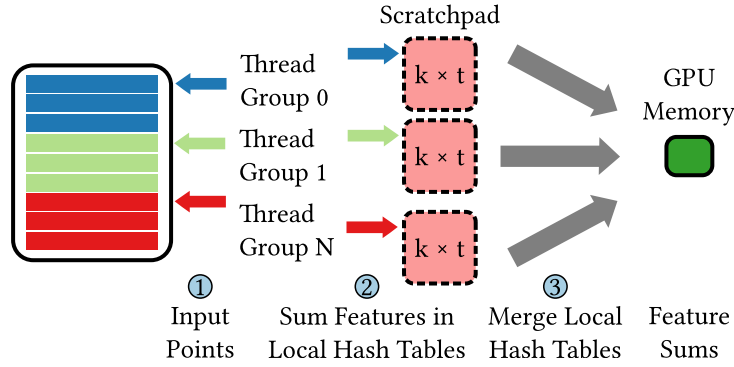 Scratchpad
Thread
Group 0
k × t
GPU
Memory
Thread
Group 1
k × t
Thread
Group N
k × t
1
2
3
Input
Points
Sum Features in
Local Hash Tables
Merge Local
Hash Tables
Feature
Sums